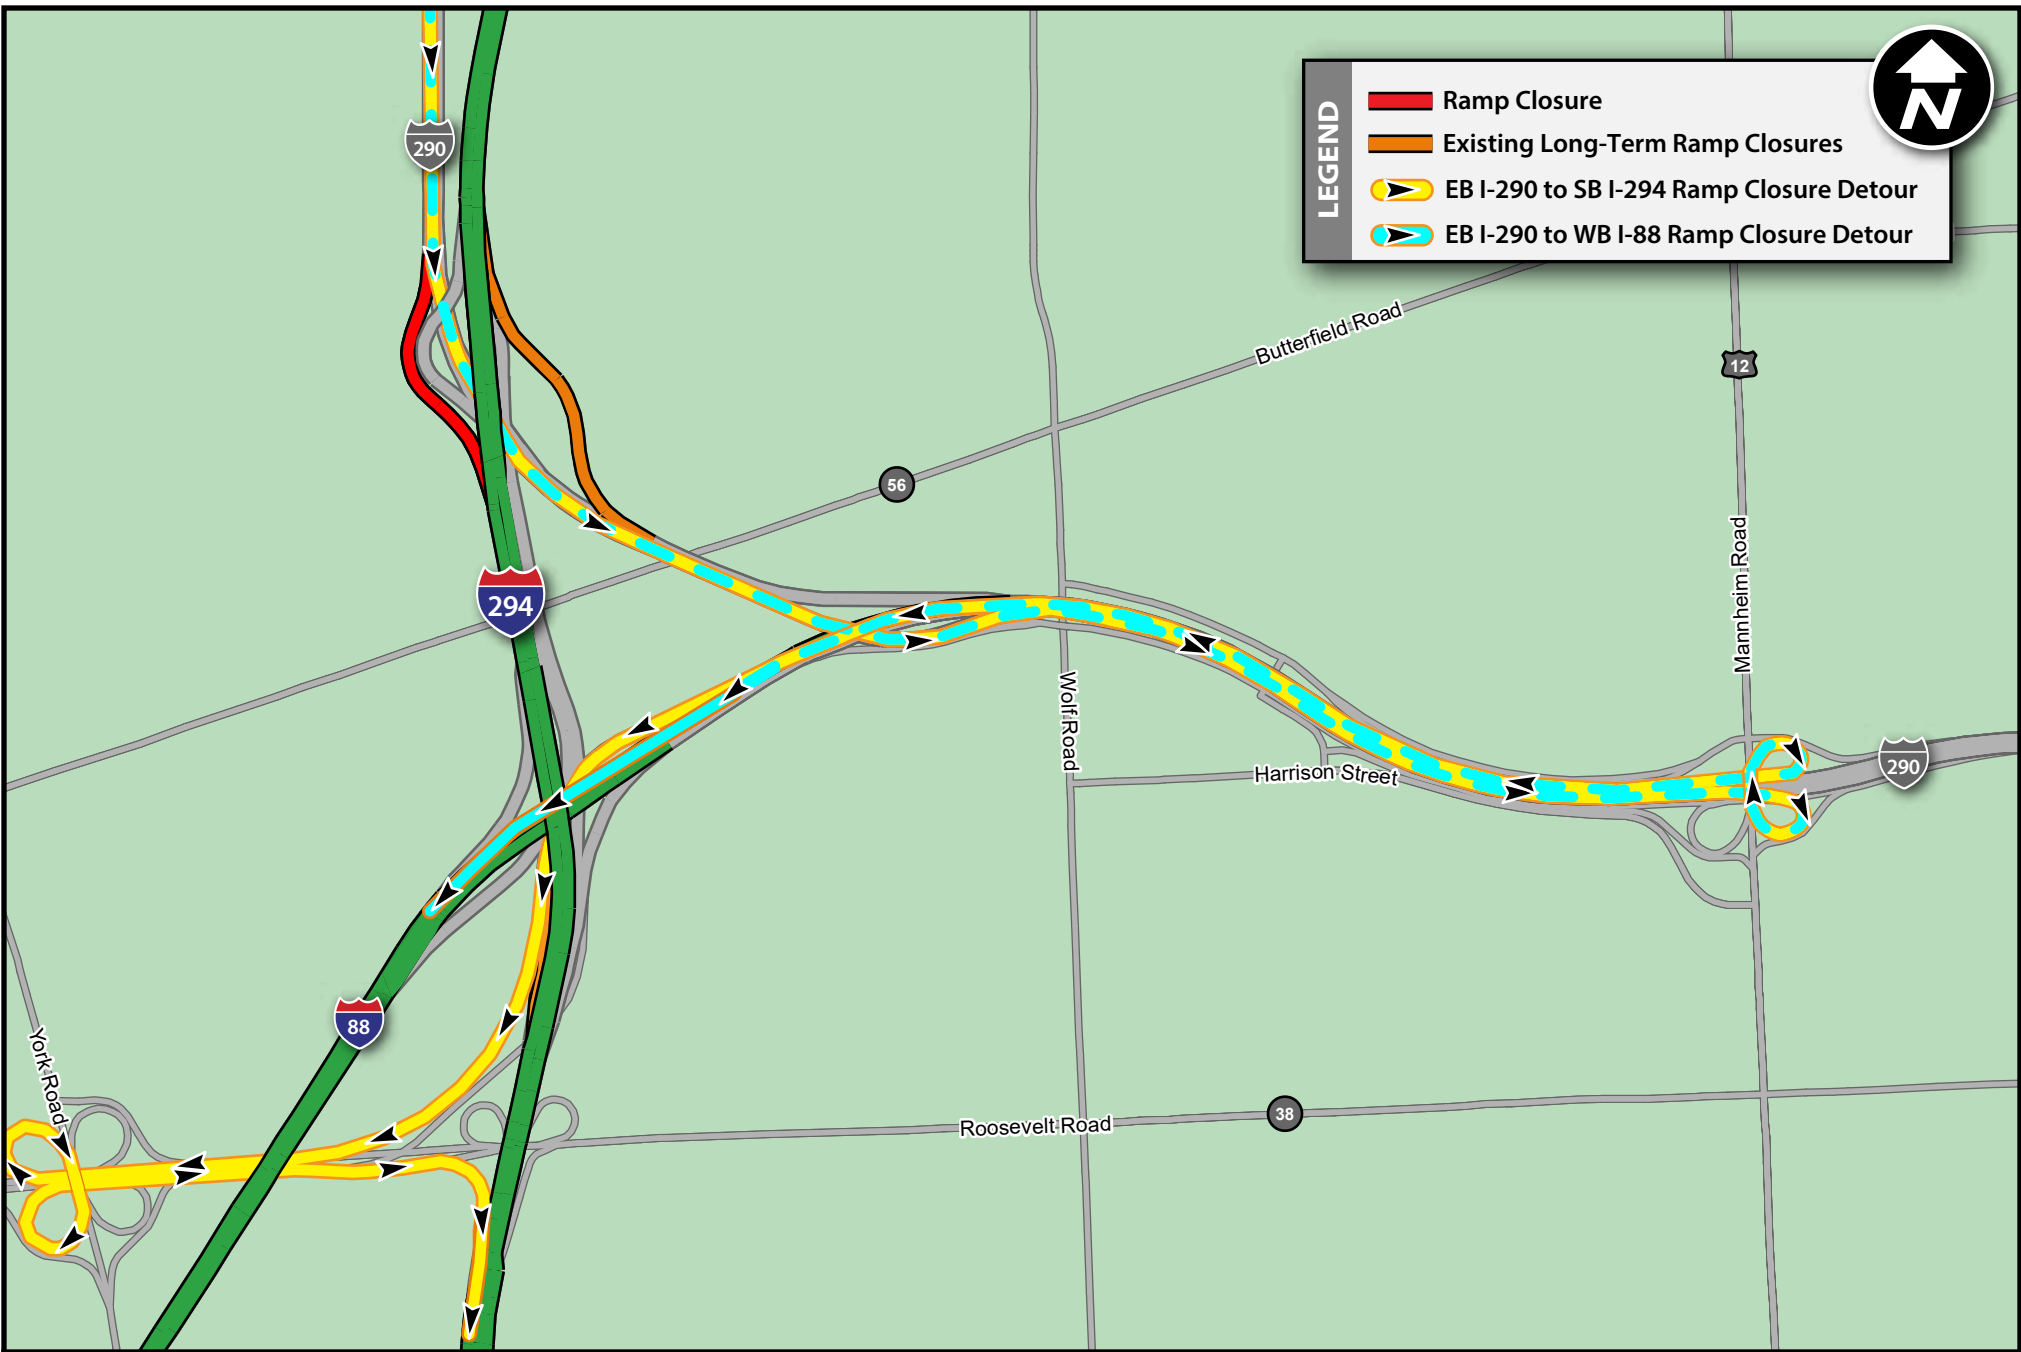 LEGEND
Ramp Closure
Existing Long-Term Ramp Closures
EB I-290 to SB I-294 Ramp Closure Detour
EB I-290 to WB I-88 Ramp Closure Detour
N
290
Butterfield Road
12
56
Mannheim Road
294
Wolf Road
Harrison Street
290
88
York Road
Roosevelt Road
38